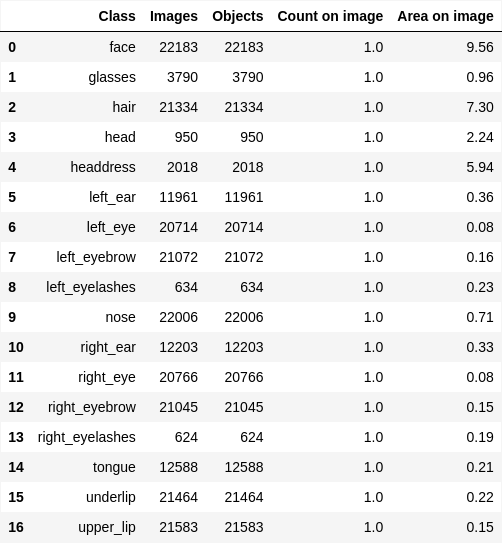 Class Images Objects Count on image Area on image
0 face 22183 22183 1.0 9.56
1 glasses 3790 3790 1.0 0.96
2 hair 21334 21334 1.0 7.30
3 head 950 950 1.0 2.24
4 headdress 2018 2018 1.0 5.94
5 left_ear 11961 11961 1.0 0.36
6 left_eye 20714 20714 1.0 0.08
7 left_eyebrow 21072 21072 1.0 0.16
8 left_eyelashes 634 634 1.0 0.23
9 nose 22006 22006 1.0 0.71
10 right_ear 12203 12203 1.0 0.33
11 right_eye 20766 20766 1.0 0.08
12 right_eyebrow 21045 21045 1.0 0.15
13 right_eyelashes 624 624 1.0 0.19
14 tongue 12588 12588 1.0 0.21
15 underlip 21464 21464 1.0 0.22
16 upper_lip 21583 21583 1.0 0.15